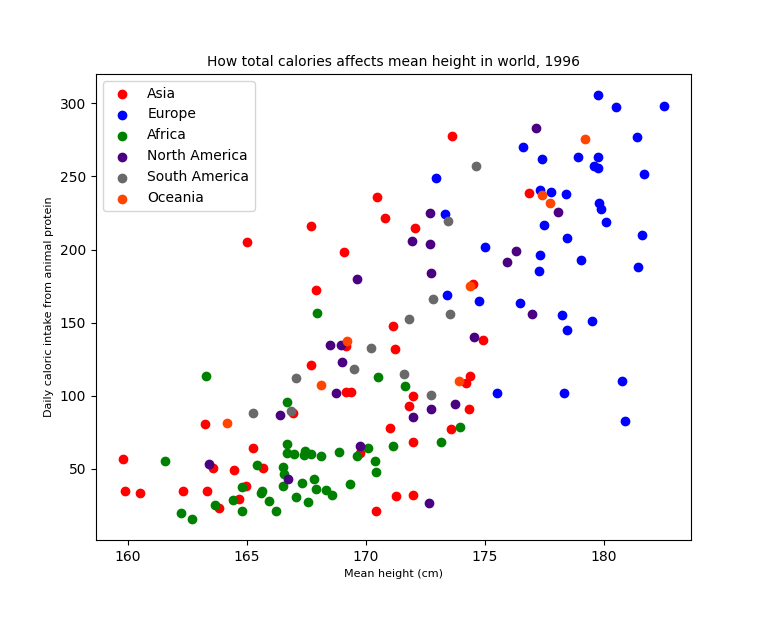 How total calories affects mean height in world, 1996
Daily caloric intake from animal protein
300
250
200
150
100
50
Asia
Europe
Africa
North America
South America
Oceania
160
165
170
175
180
Mean height (cm)